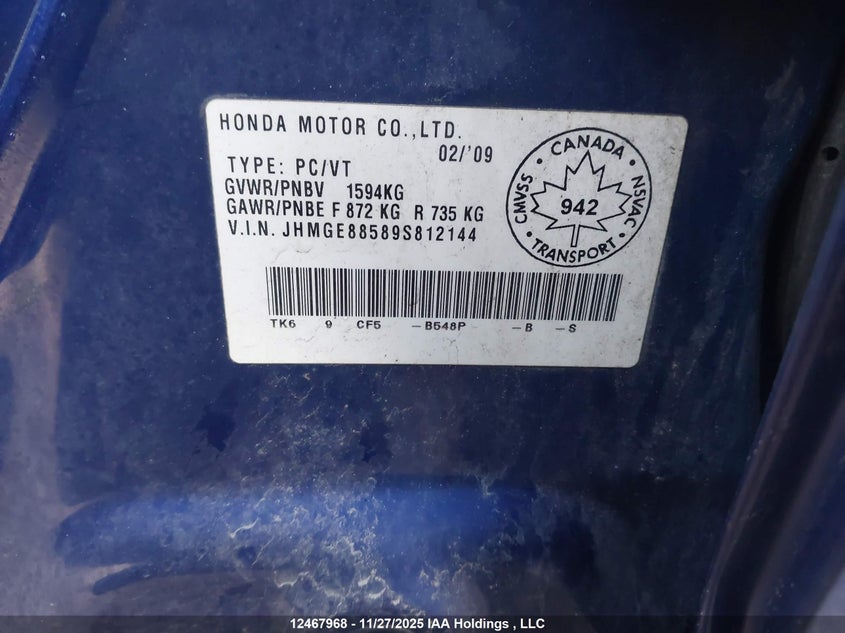 HONDA MOTOR CO.,LTD.
02/'09
TYPE: PC/VT
GVWR/PNBV 1594KG
GAWR/PNBE F 872 KG R 735 KG
V.I.N. JHMGE88589S812144
CANADA
CMVSS
NSVAC
942
TRANSPORT
TK6 9 CF5 -B548P -B -S
12467968 - 11/27/2025 IAA Holdings , LLC